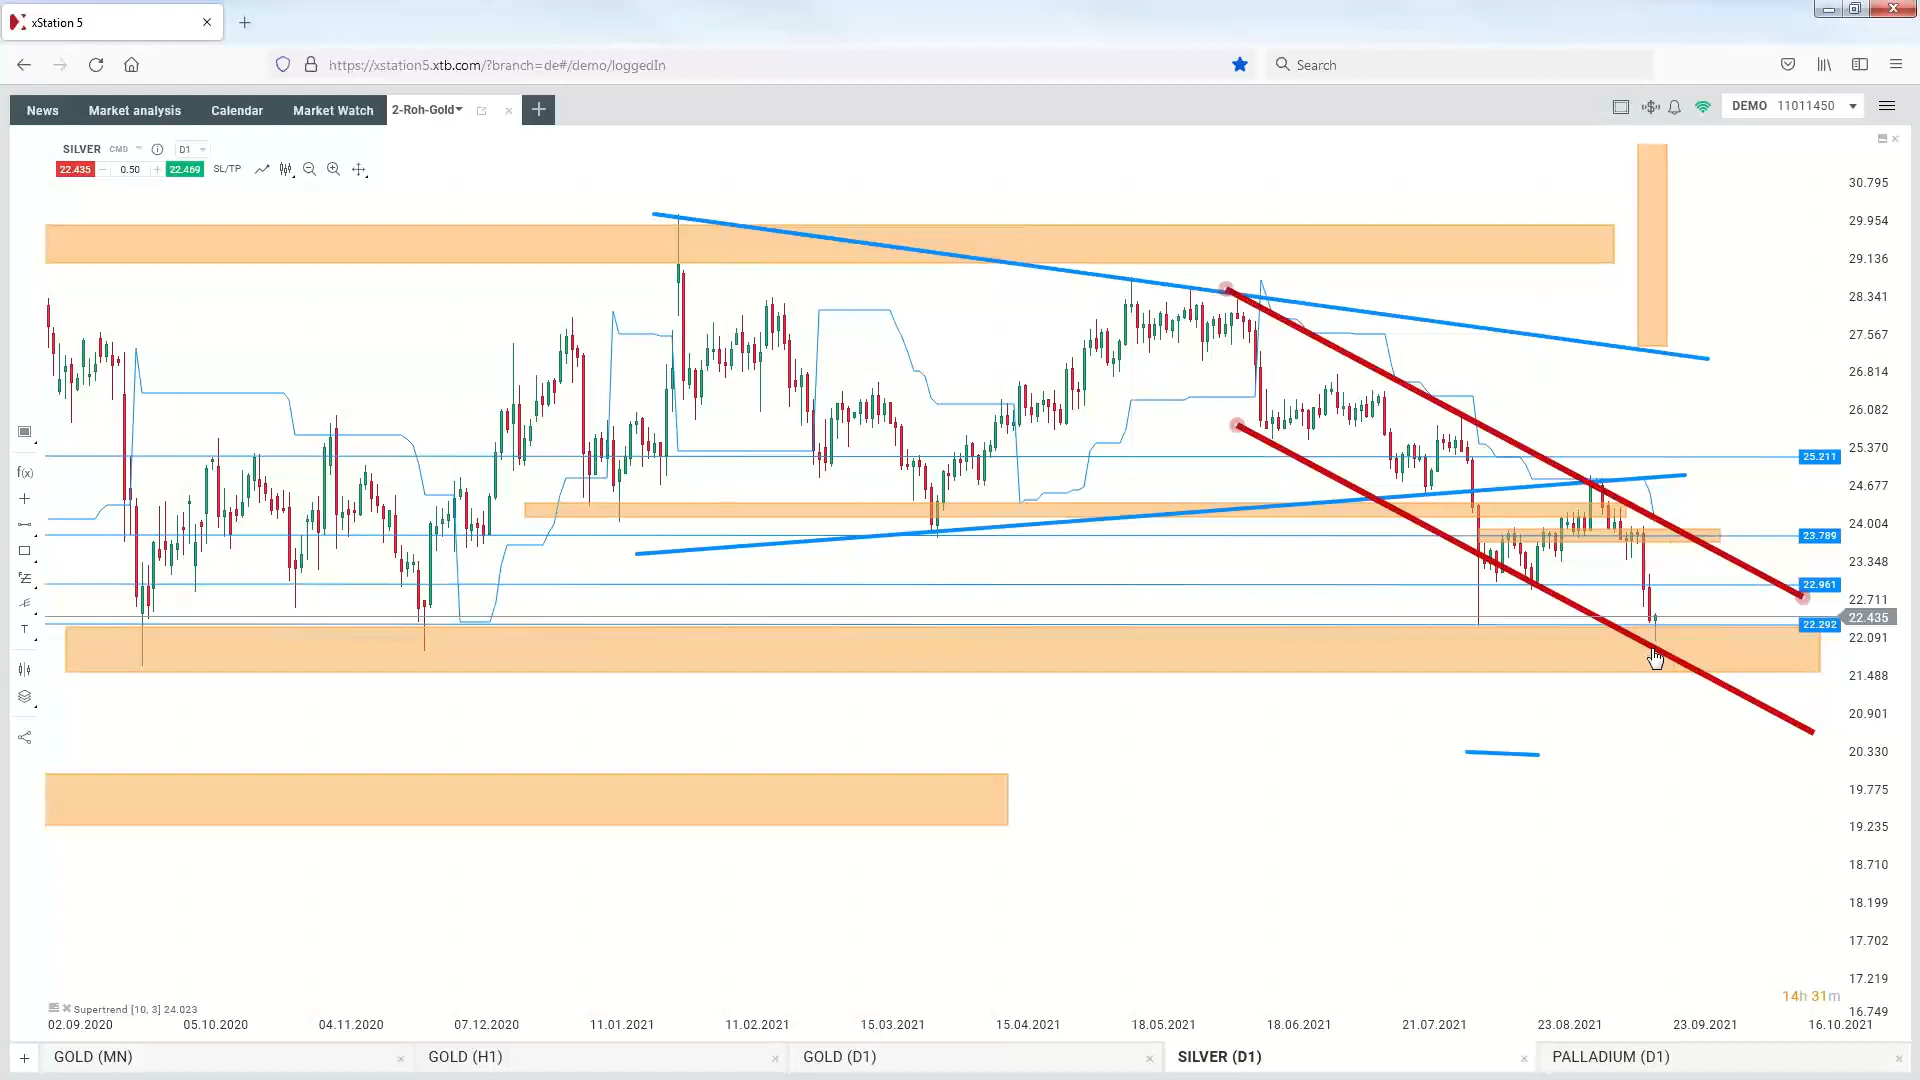 xStation 5
https://xstation5.xtb.com/?branch=de#/demo/loggedIn
Search
News Market analysis Calendar Market Watch 2-Roh-Gold
DEMO 11011450
SILVER CMD D1
22.435 0.50 22.469 SL/TP
30.795
29.954
29.136
28.341
27.567
26.814
26.082
25.370
25.211
24.677
24.004
23.789
23.348
22.961
22.711
22.435
22.292
22.091
21.488
20.901
20.330
19.775
19.235
18.710
18.199
17.702
17.219
16.749
f(x)
T
14h 31m
Supertrend [10, 3] 24.023
02.09.2020 05.10.2020 04.11.2020 07.12.2020 11.01.2021 11.02.2021 15.03.2021 15.04.2021 18.05.2021 18.06.2021 21.07.2021 23.08.2021 23.09.2021 16.10.2021
GOLD (MN) GOLD (H1) GOLD (D1) SILVER (D1) PALLADIUM (D1)